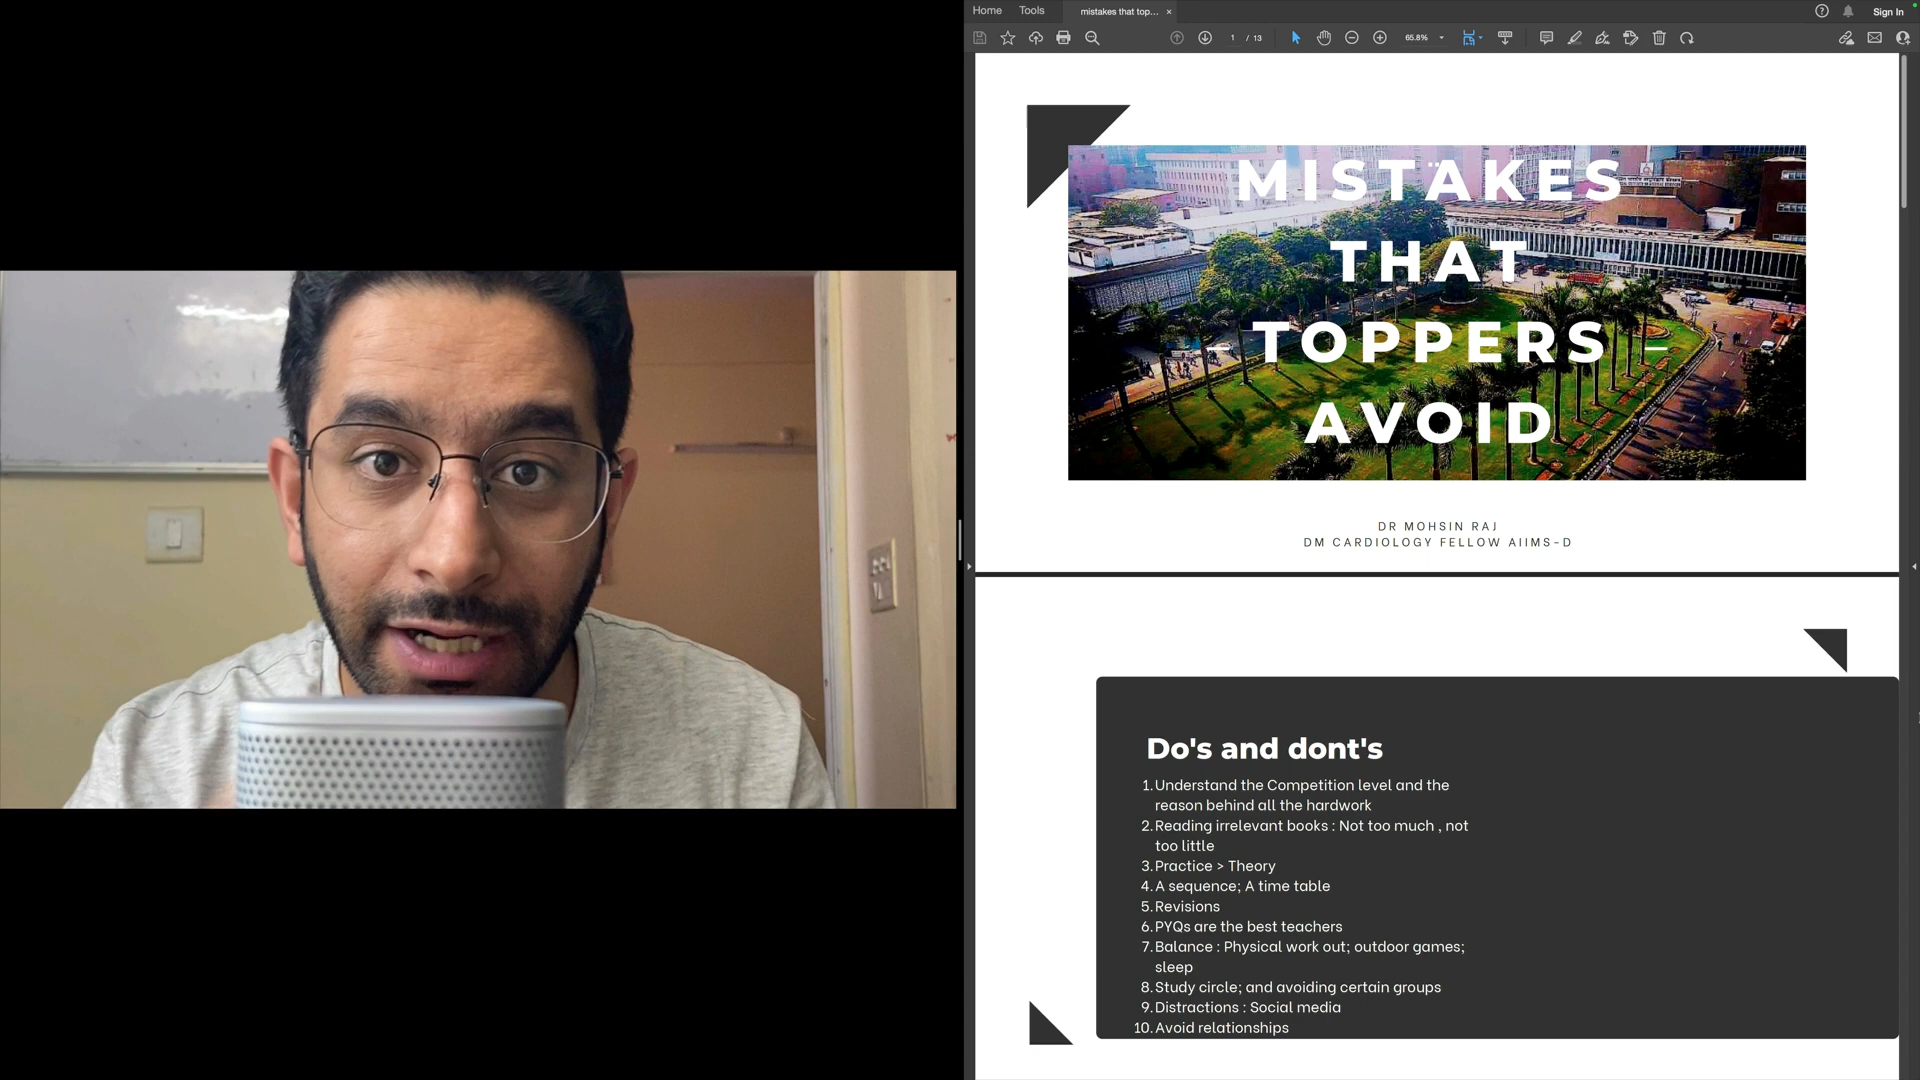 Home
Tools
mistakes that top...
Sign In
1 / 13
65.8%
MISTAKES
THAT
TOPPERS
AVOID
DR MOHSIN RAJ
DM CARDIOLOGY FELLOW AIIMS-D
Do's and dont's
1. Understand the Competition level and the
reason behind all the hardwork
2. Reading irrelevant books : Not too much , not
too little
3. Practice > Theory
4. A sequence; A time table
5. Revisions
6. PYQs are the best teachers
7. Balance : Physical work out; outdoor games;
sleep
8. Study circle; and avoiding certain groups
9. Distractions : Social media
10. Avoid relationships